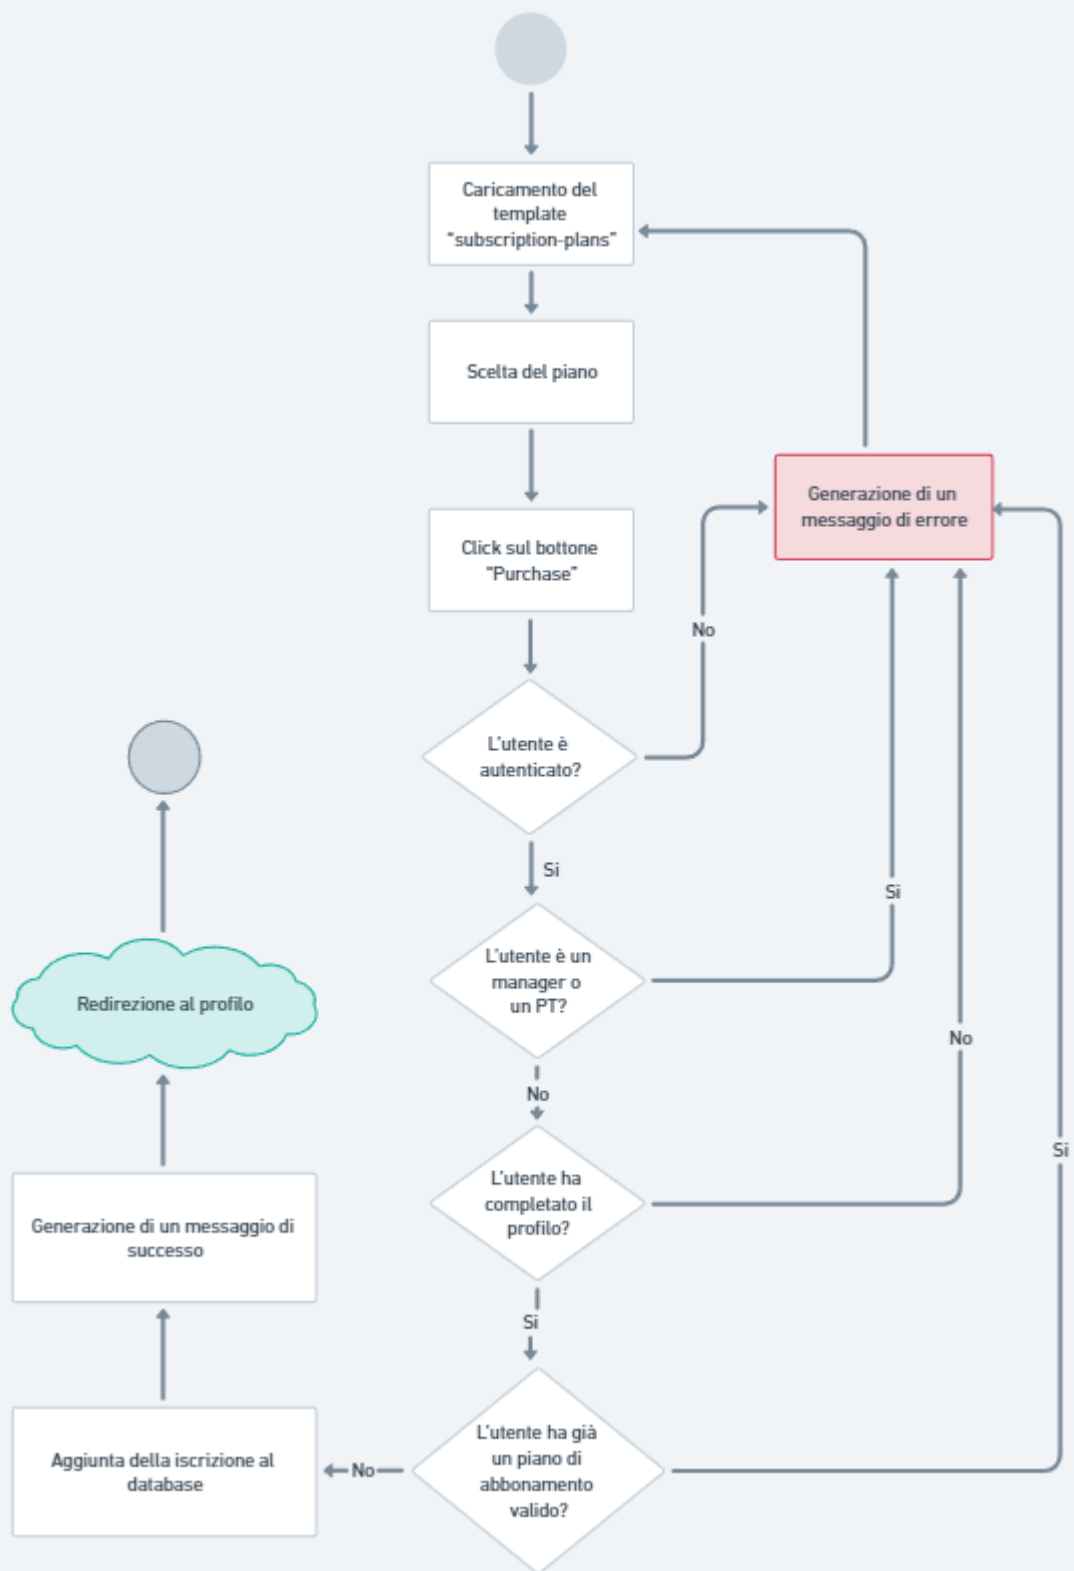 Caricamento del
template
"subscription-plans"
Scelta del piano
Generazione di un
messaggio di errore
Click sul bottone
"Purchase"
No
L'utente è
autenticato?
Si
Si
L'utente è un
manager o
un PT?
Redirezione al profilo
No
No
Si
L'utente ha
completato il
profilo?
Generazione di un messaggio di
successo
Si
L'utente ha già
un piano di
abbonamento
valido?
No
Aggiunta della iscrizione al
database